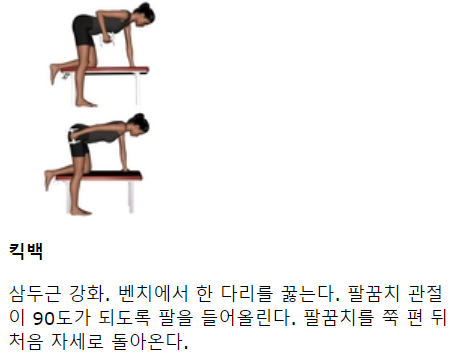 킥백
삼두근 강화. 벤치에서 한 다리를 꿇는다. 팔꿈치 관절
이 90도가 되도록 팔을 들어올린다. 팔꿈치를 쭉 편 뒤
처음 자세로 돌아온다.